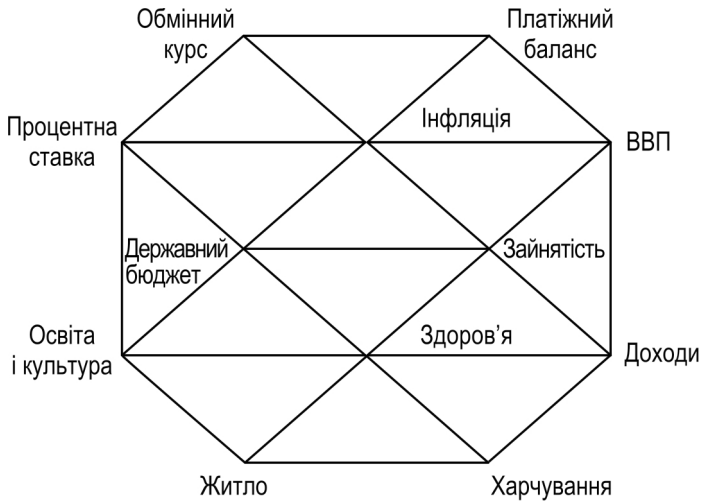 Обмінний
курс
Платіжний
баланс
Процентна
ставка
Інфляція
ВВП
Державний
бюджет
Зайнятість
Освіта
і культура
Здоров’я
Доходи
Житло
Харчування